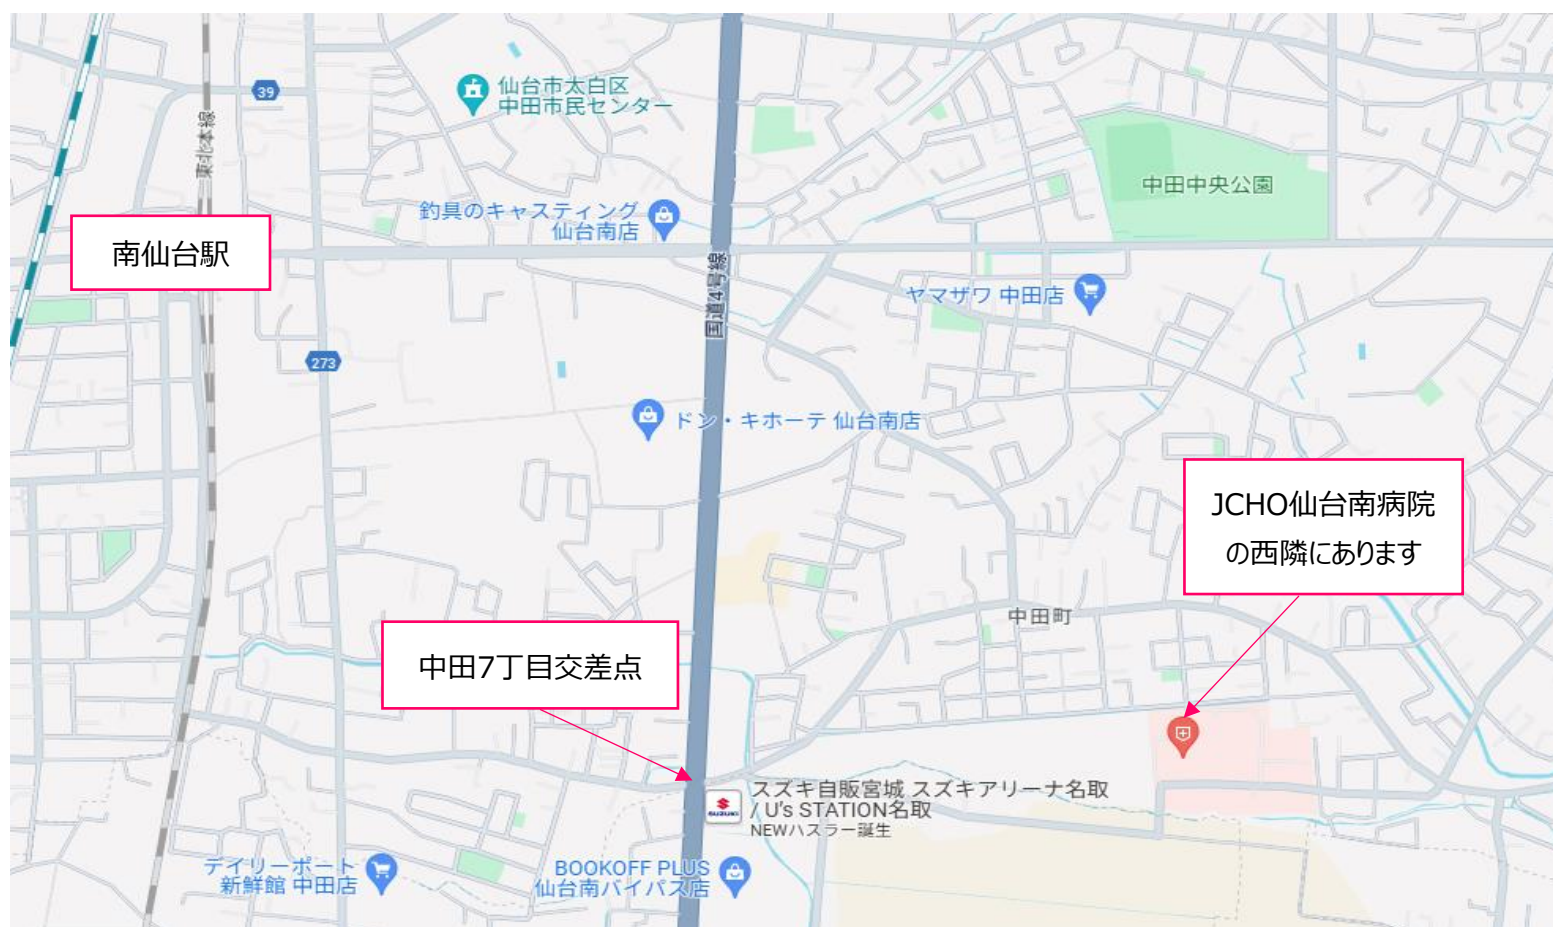 39
仙台市太白区
中田市民センター
東北本線
中田中央公園
釣具のキャスティング
仙台南店
南仙台駅
国道4号線
ヤマザワ 中田店
273
ドン・キホーテ 仙台南店
JCHO仙台南病院
の西隣にあります
中田町
中田7丁目交差点
スズキ自販宮城 スズキアリーナ名取
/ U's STATION名取
NEWハスラー誕生
SUZUKI
デイリーポート
新鮮館 中田店
BOOKOFF PLUS
仙台南バイパス店